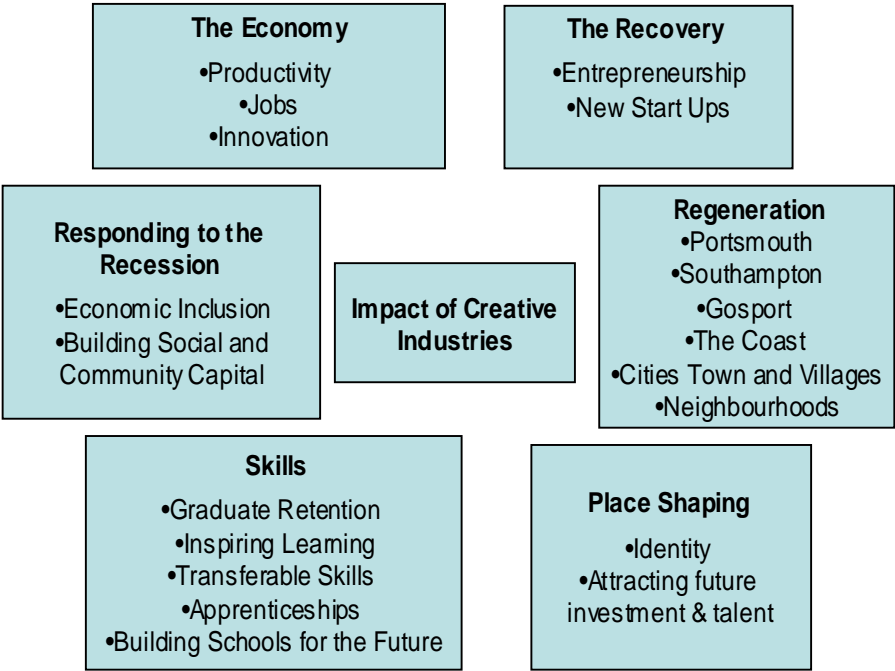 The Economy
•Productivity
•Jobs
•Innovation
The Recovery
•Entrepreneurship
•New Start Ups
Responding to the
Recession
•Economic Inclusion
•Building Social and
Community Capital
Impact of Creative
Industries
Regeneration
•Portsmouth
•Southampton
•Gosport
•The Coast
•Cities Town and Villages
•Neighbourhoods
Skills
•Graduate Retention
•Inspiring Learning
•Transferable Skills
•Apprenticeships
•Building Schools for the Future
Place Shaping
•Identity
•Attracting future
investment & talent